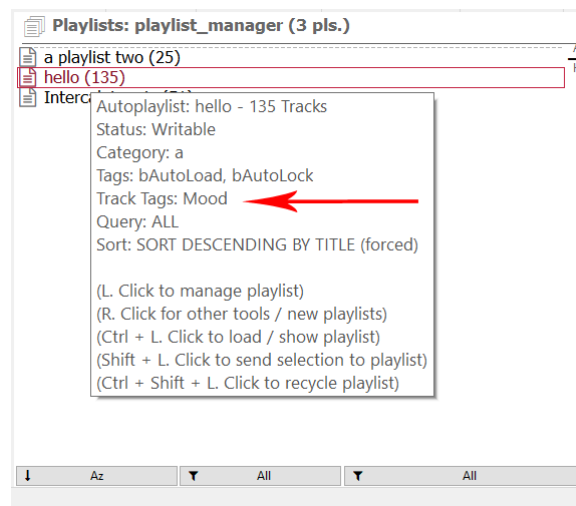 Playlists: playlist_manager (3 pls.)
a playlist two (25)
hello (135)
Autoplaylist: hello - 135 Tracks
Status: Writable
Category: a
Tags: bAutoLoad, bAutoLock
Track Tags: Mood
Query: ALL
Sort: SORT DESCENDING BY TITLE (forced)
(L. Click to manage playlist)
(R. Click for other tools / new playlists)
(Ctrl + L. Click to load / show playlist)
(Shift + L. Click to send selection to playlist)
(Ctrl + Shift + L. Click to recycle playlist)
Az All All